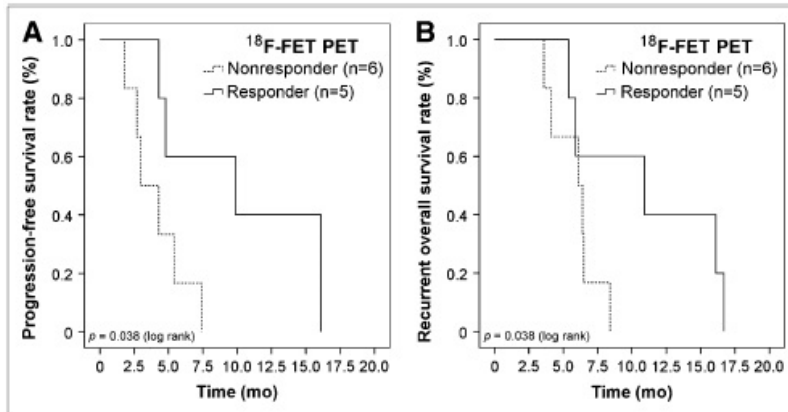 A
18F-FET PET
Nonresponder (n=6)
Responder (n=5)
Progression-free survival rate (%)
1.0
0.8
0.6
0.4
0.2
0
p = 0.038 (log rank)
0 2.5 5.0 7.5 10.0 12.5 15.0 17.5 20.0
Time (mo)
B
18F-FET PET
Nonresponder (n=6)
Responder (n=5)
Recurrent overall survival rate (%)
1.0
0.8
0.6
0.4
0.2
0
p = 0.038 (log rank)
0 2.5 5.0 7.5 10.0 12.5 15.0 17.5 20.0
Time (mo)